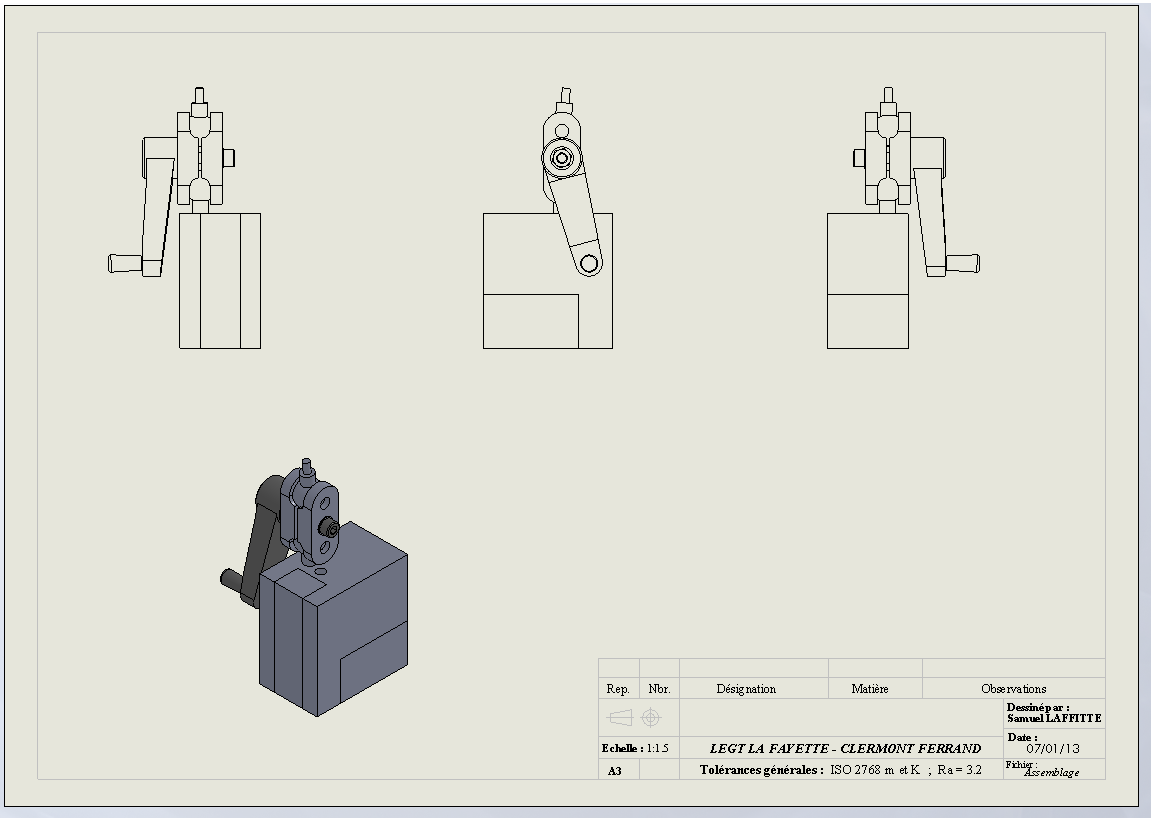 Rep. Nbr. Désignation Matière Observations
Dessiné par :
Samuel LAFFITTE
Echelle : 1:1.5 LEGT LA FAYETTE - CLERMONT FERRAND
Date :
07/01/13
A3 Tolérances générales : ISO 2768 m et K ; Ra = 3.2
Fichier :
Assemblage